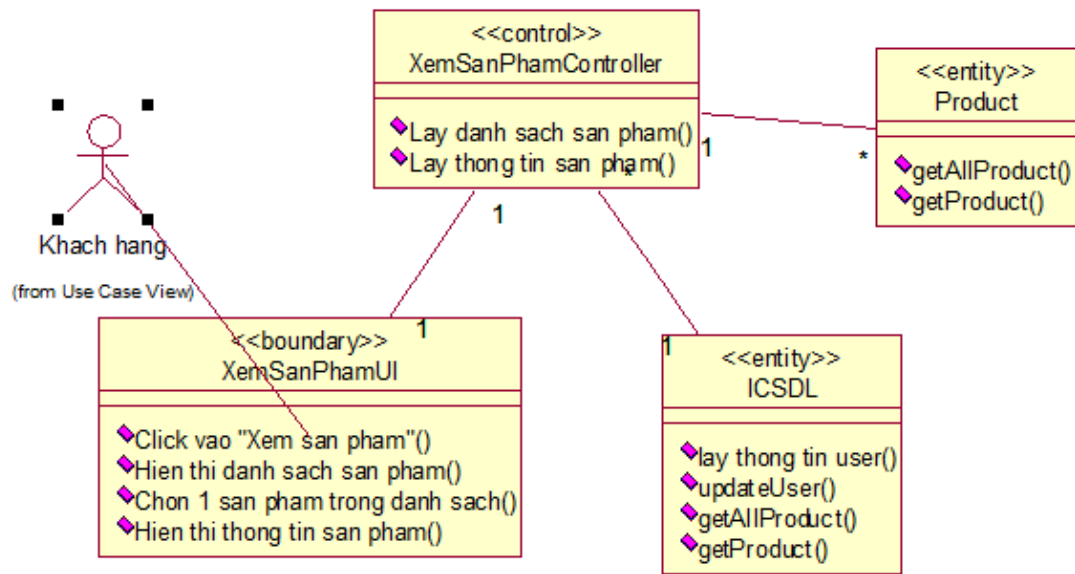 <<control>>
XemSanPhamController
Lay danh sach san pham()
Lay thong tin san pham()
1
*
*
1
1
1
<<entity>>
Product
getAllProduct()
getProduct()
Khach hang
(from Use Case View)
<<boundary>>
XemSanPhamUI
Click vao "Xem san pham"()
Hien thi danh sach san pham()
Chon 1 san pham trong danh sach()
Hien thi thong tin san pham()
<<entity>>
ICSDL
lay thong tin user()
updateUser()
getAllProduct()
getProduct()